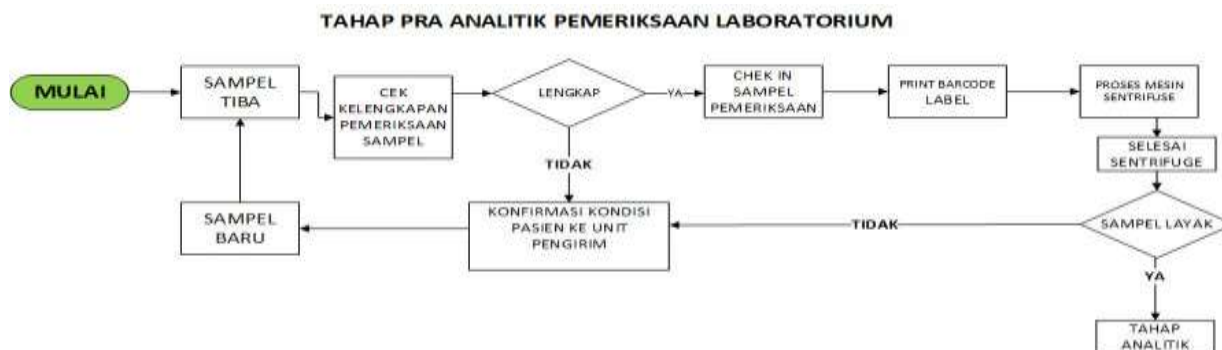 TAHAP PRA ANALITIK PEMERIKSAAN LABORATORIUM
MULAI
SAMPEL
TIBA
CEK
KELENGKAPAN
PEMERIKSAAN
SAMPEL
LENGKAP
YA
CHEK IN
SAMPEL
PEMERIKSAAN
PRINT BARCODE
LABEL
PROSES MESIN
SENTRIFUSE
SELESAI
SENTRIFUGE
TIDAK
SAMPEL
BARU
KONFIRMASI KONDISI
PASIEN KE UNIT
PENGIRIM
TIDAK
SAMPEL LAYAK
YA
TAHAP
ANALITIK